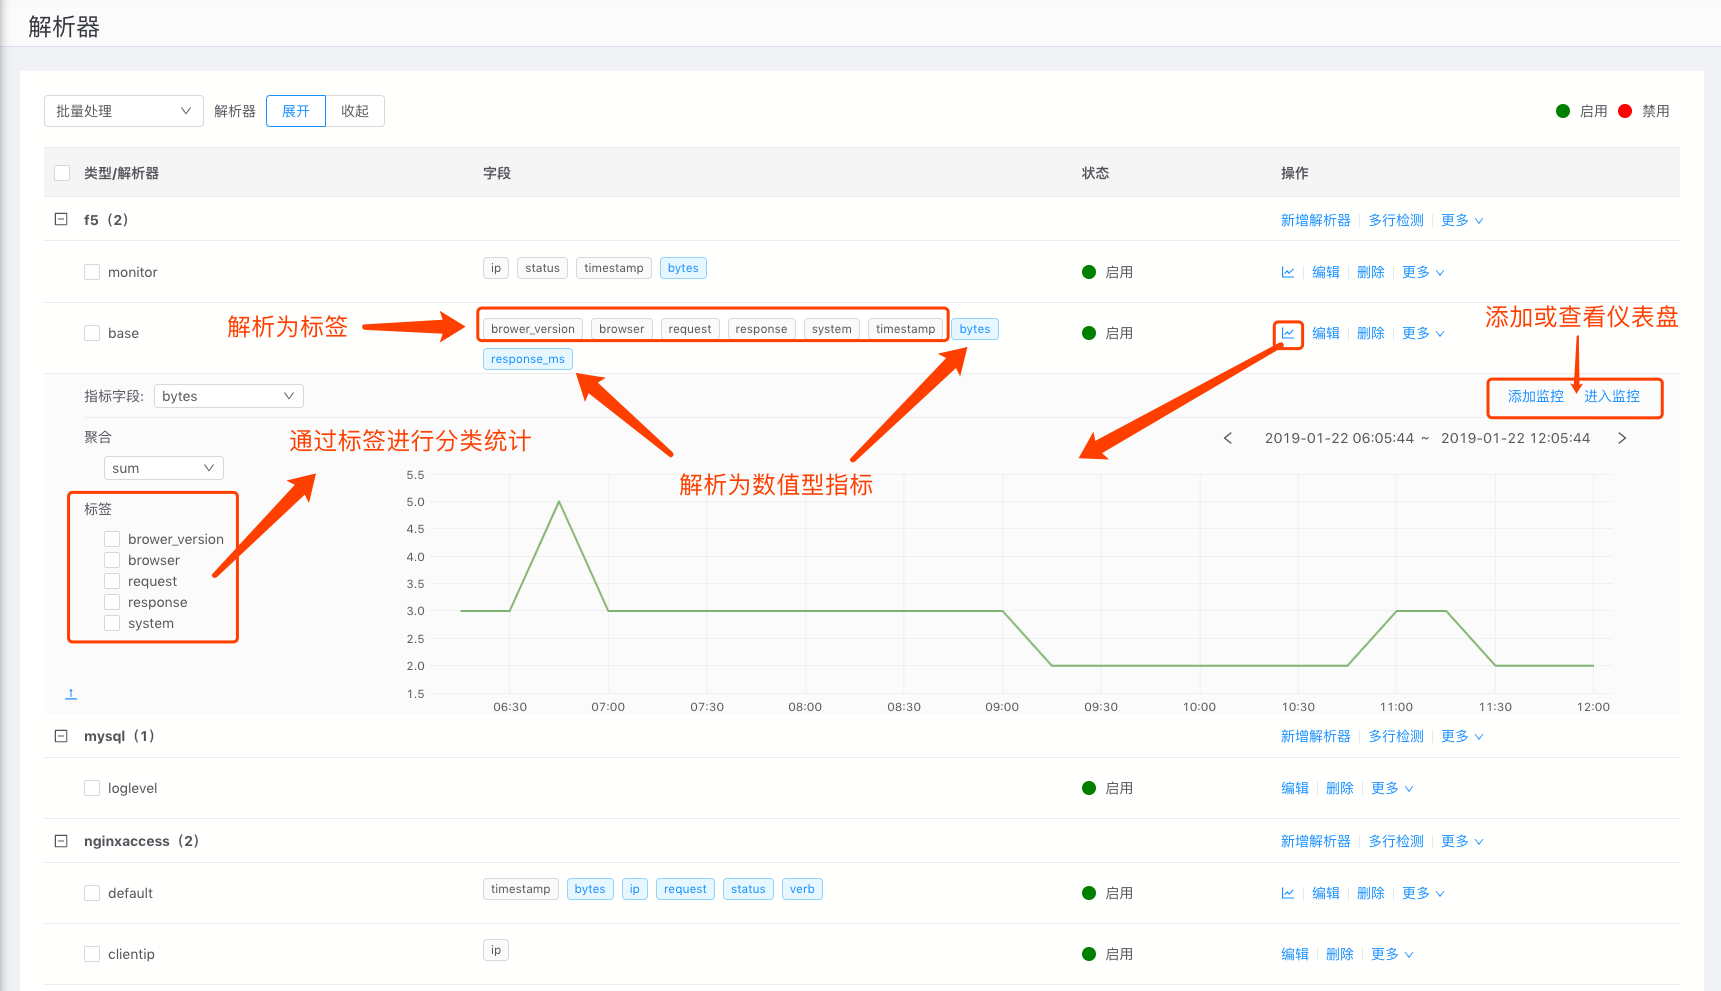 解析器
批量处理 解析器 展开 收起 启用 禁用
类型/解析器 字段 状态 操作
f5（2） 新增解析器 多行检测 更多
monitor ip status timestamp bytes 启用 编辑 删除 更多
解析为标签 添加或查看仪表盘
base brower_version browser request response system timestamp bytes 启用 编辑 删除 更多
response_ms
指标字段: bytes 添加监控 进入监控
聚合 通过标签进行分类统计 2019-01-22 06:05:44 ~ 2019-01-22 12:05:44
sum
解析为数值型指标
标签
brower_version
browser
request
response
system
5.5
5.0
4.5
4.0
3.5
3.0
2.5
2.0
1.5
06:30 07:00 07:30 08:00 08:30 09:00 09:30 10:00 10:30 11:00 11:30 12:00
mysql（1） 新增解析器 多行检测 更多
loglevel 启用 编辑 删除 更多
nginxaccess（2） 新增解析器 多行检测 更多
default timestamp bytes ip request status verb 启用 编辑 删除 更多
clientip ip 启用 编辑 删除 更多